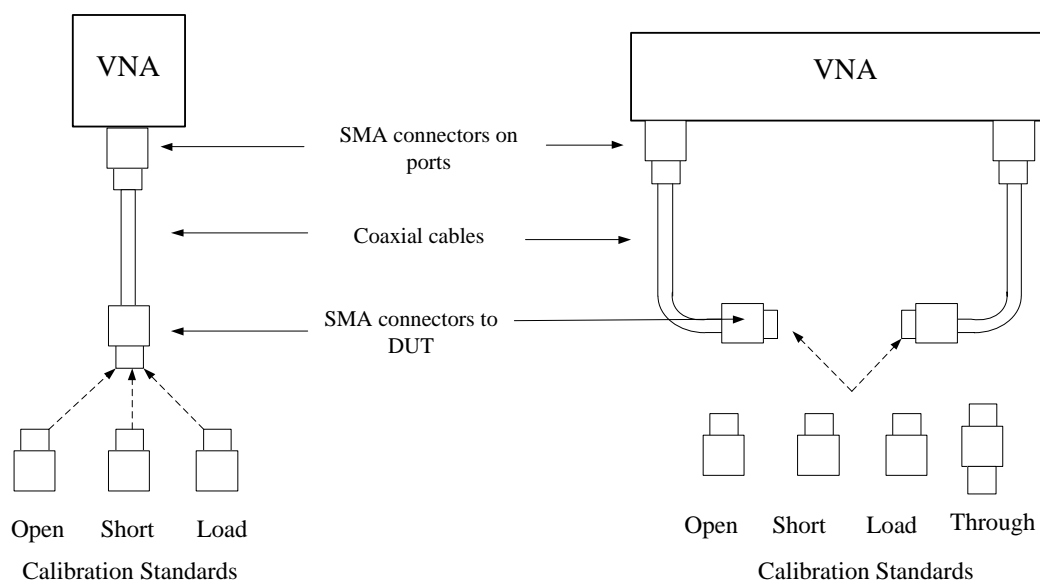 VNA
VNA
SMA connectors on
ports
Coaxial cables
SMA connectors to
DUT
Open
Short
Load
Calibration Standards
Open
Short
Load
Through
Calibration Standards